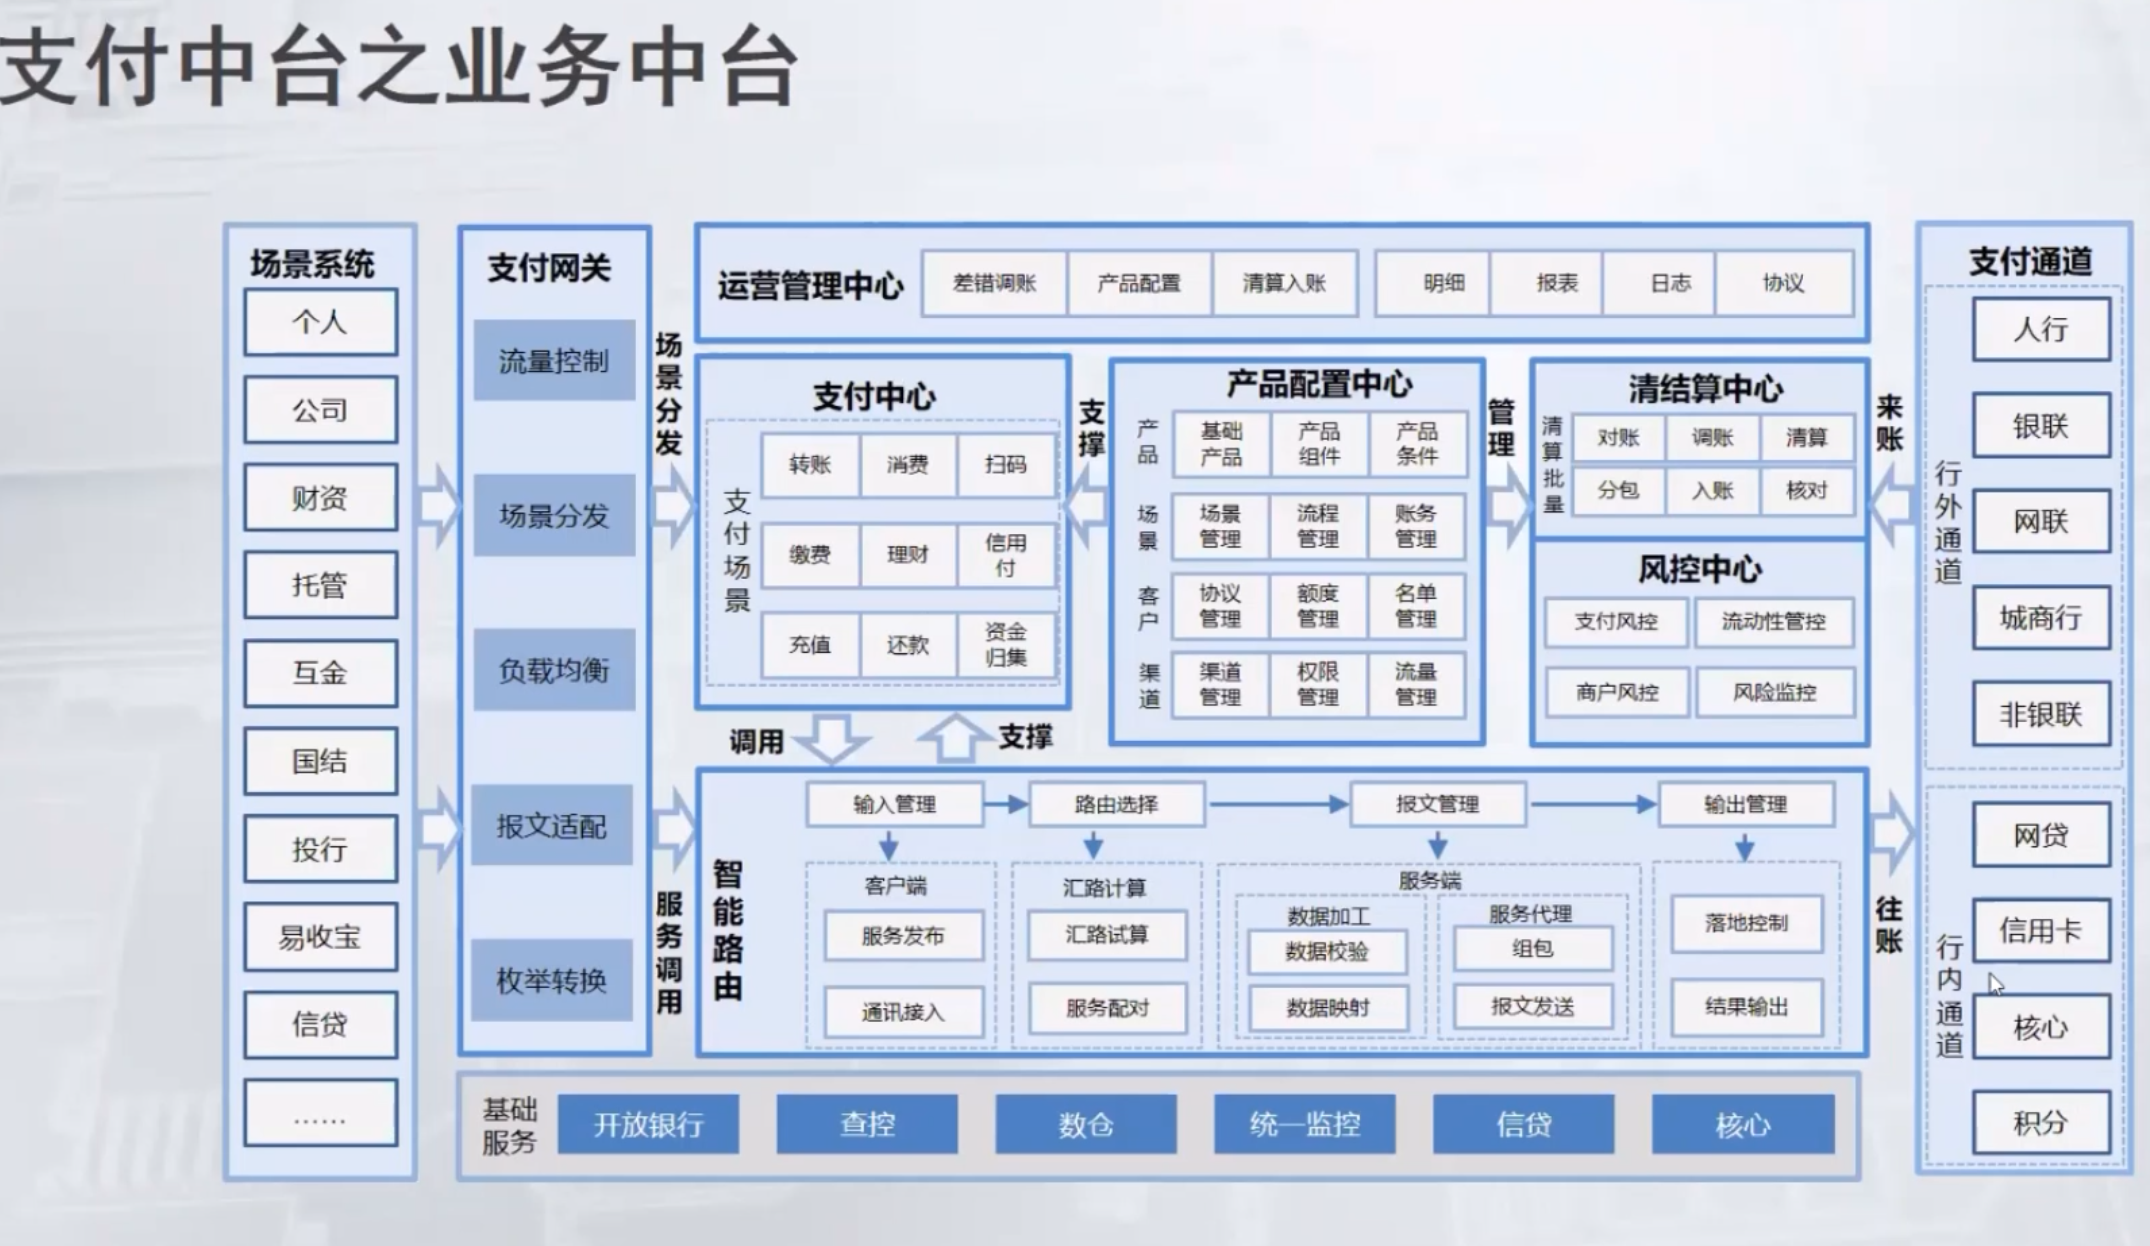 支付中台之业务中台
场景系统
个人
公司
财资
托管
互金
国结
投行
易收宝
信贷
……
支付网关
流量控制
场景分发
负载均衡
报文适配
枚举转换
场景分发
服务调用
运营管理中心
差错调账
产品配置
清算入账
明细
报表
日志
协议
支付中心
支付场景
转账
消费
扫码
缴费
理财
信用
付
充值
还款
资金
归集
支撑
产品配置中心
产品
基础
产品
产品
组件
产品
条件
场景
场景
管理
流程
管理
账务
管理
客户
协议
管理
额度
管理
名单
管理
渠道
渠道
管理
权限
管理
流量
管理
管理
清结算中心
清算批量
对账
调账
清算
分包
入账
核对
风控中心
支付风控
流动性管控
商户风控
风险监控
调用
支撑
智能路由
输入管理
路由选择
报文管理
输出管理
客户端
服务发布
通讯接入
汇路计算
汇路试算
服务配对
服务端
数据加工
数据校验
数据映射
服务代理
组包
报文发送
落地控制
结果输出
来账
往账
支付通道
行外通道
人行
银联
网联
城商行
非银联
行内通道
网贷
信用卡
核心
积分
基础
服务
开放银行
查控
数仓
统一监控
信贷
核心